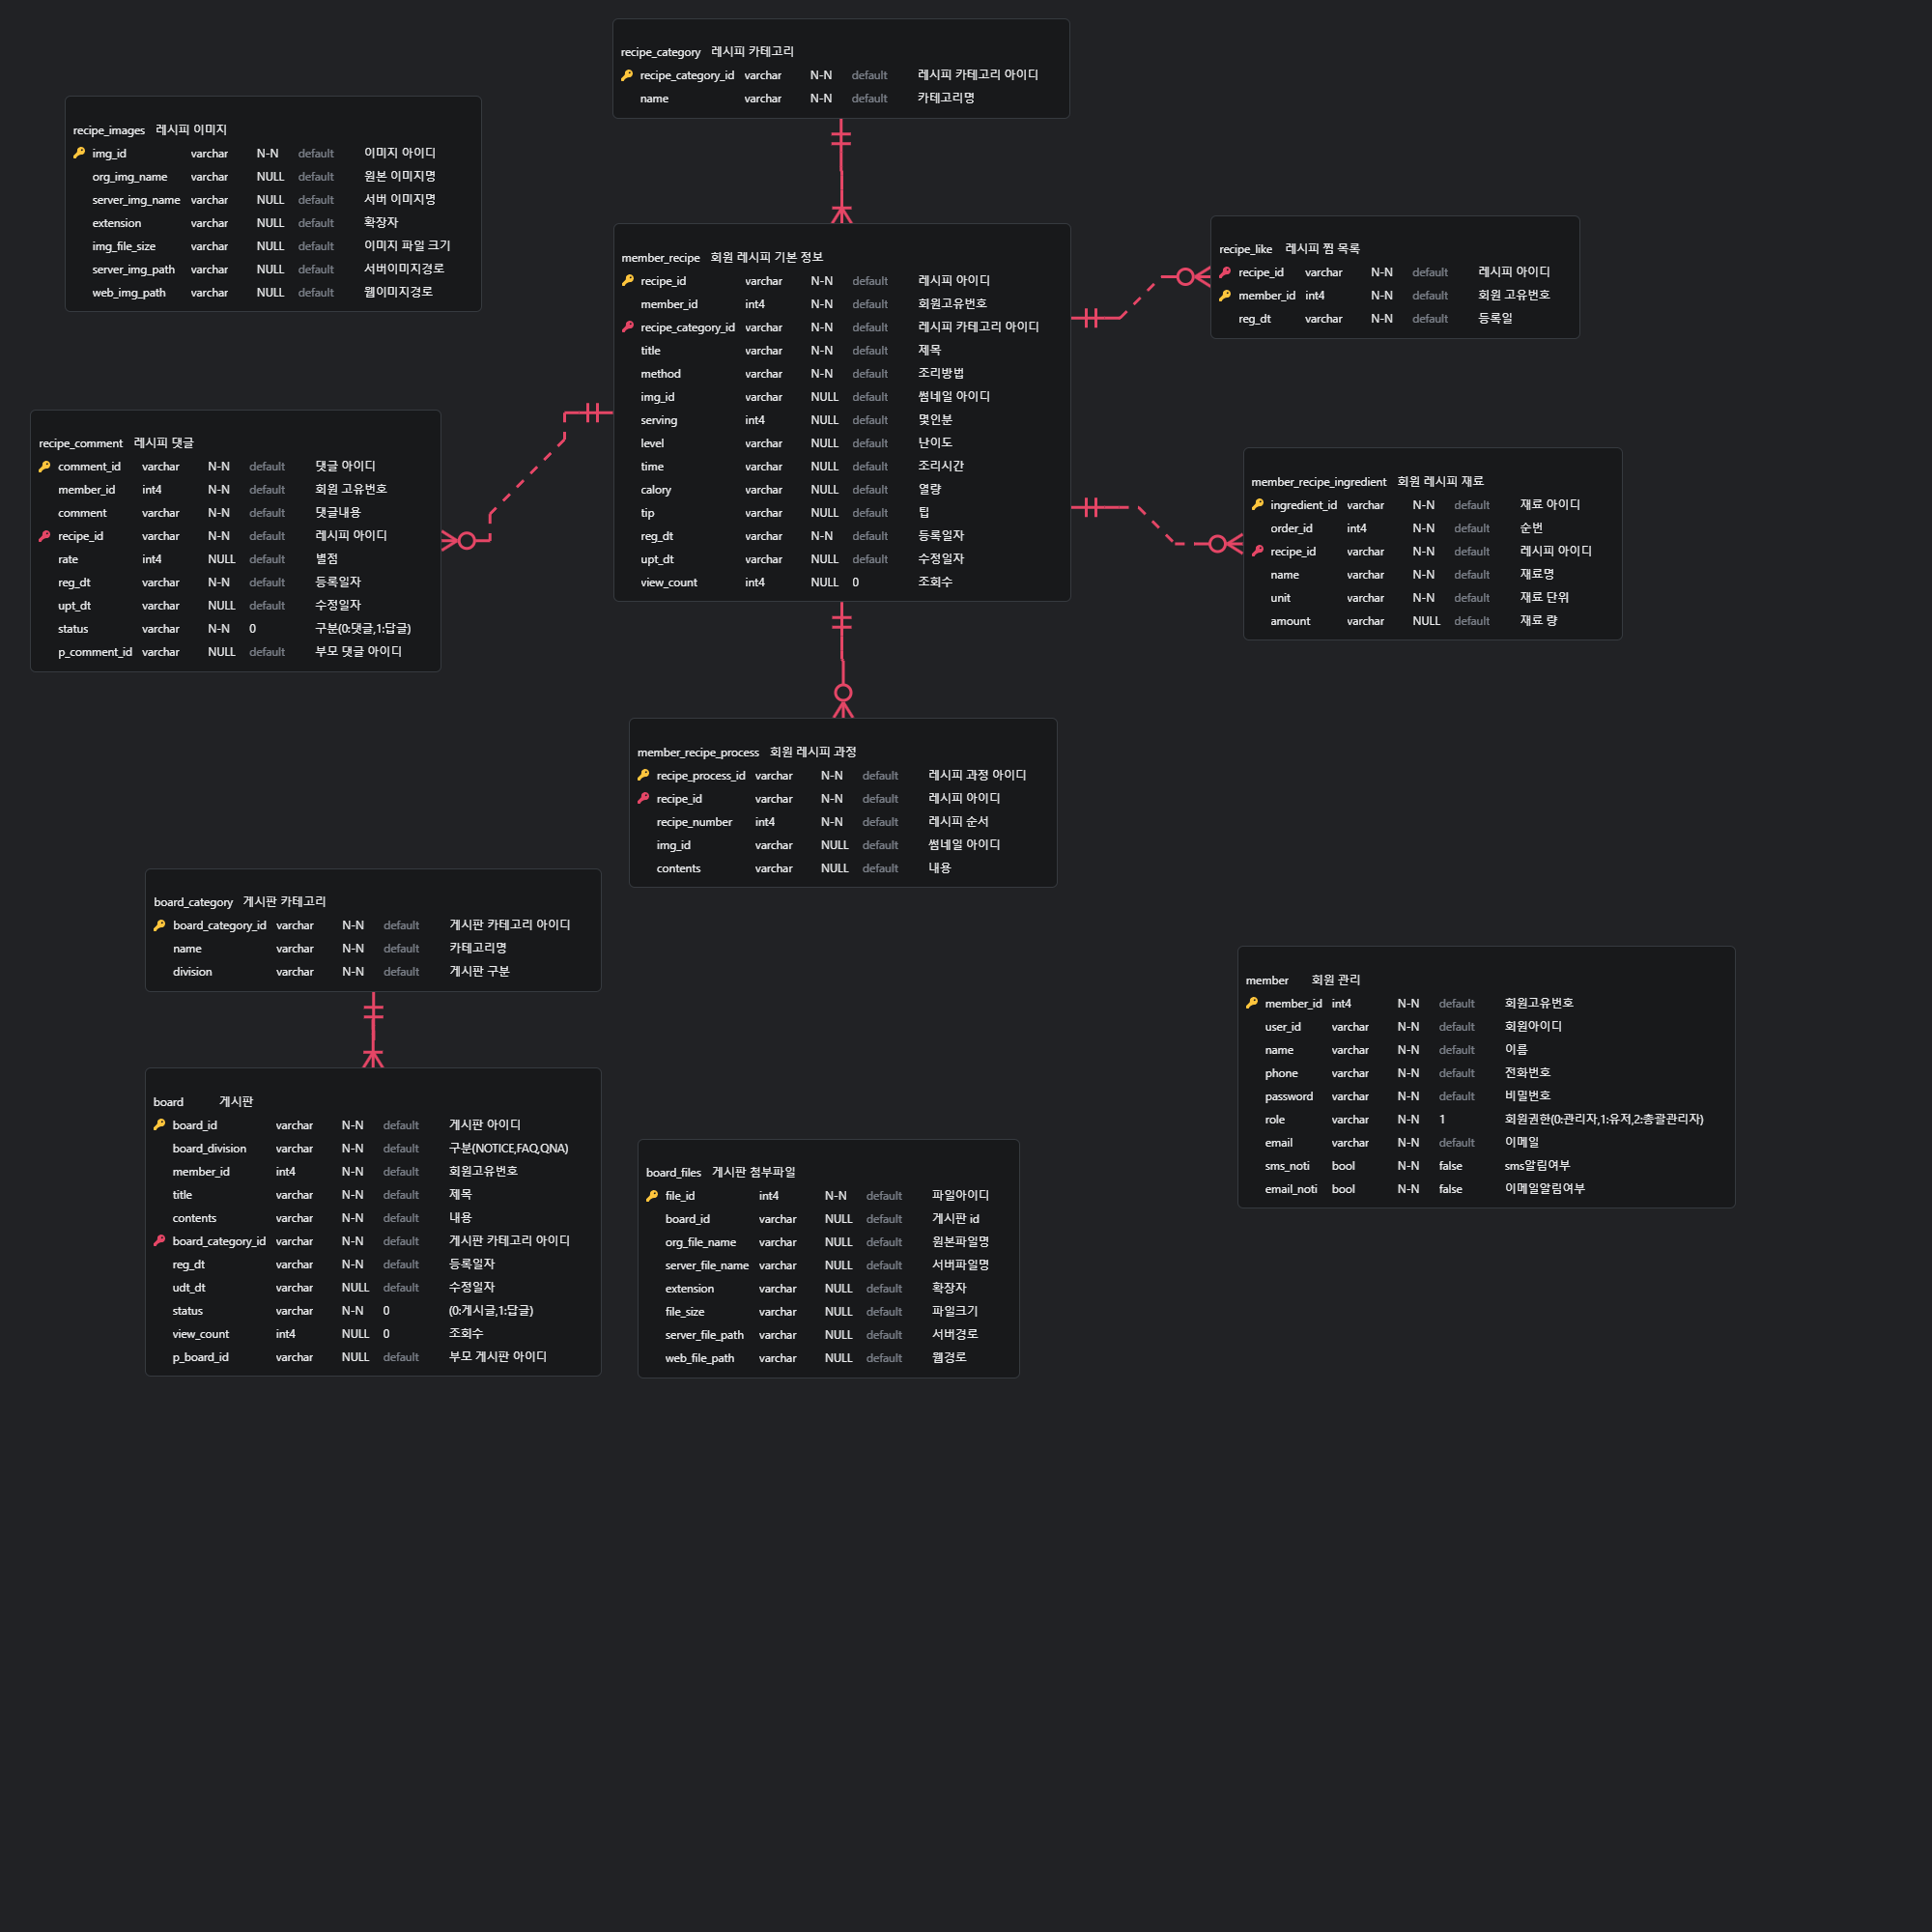 recipe_category 레시피 카테고리
recipe_category_id varchar N-N default 레시피 카테고리 아이디
name varchar N-N default 카테고리명
recipe_images 레시피 이미지
img_id varchar N-N default 이미지 아이디
org_img_name varchar NULL default 원본 이미지명
server_img_name varchar NULL default 서버 이미지명
extension varchar NULL default 확장자
img_file_size varchar NULL default 이미지 파일 크기
server_img_path varchar NULL default 서버이미지경로
web_img_path varchar NULL default 웹이미지경로
member_recipe 회원 레시피 기본 정보
recipe_id varchar N-N default 레시피 아이디
member_id int4 N-N default 회원고유번호
recipe_category_id varchar N-N default 레시피 카테고리 아이디
title varchar N-N default 제목
method varchar N-N default 조리방법
img_id varchar NULL default 썸네일 아이디
serving int4 NULL default 몇인분
level varchar NULL default 난이도
time varchar NULL default 조리시간
calory varchar NULL default 열량
tip varchar NULL default 팁
reg_dt varchar N-N default 등록일자
upt_dt varchar NULL default 수정일자
view_count int4 NULL 0 조회수
recipe_like 레시피 찜 목록
recipe_id varchar N-N default 레시피 아이디
member_id int4 N-N default 회원 고유번호
reg_dt varchar N-N default 등록일
recipe_comment 레시피 댓글
comment_id varchar N-N default 댓글 아이디
member_id int4 N-N default 회원 고유번호
comment varchar N-N default 댓글내용
recipe_id varchar N-N default 레시피 아이디
rate int4 NULL default 별점
reg_dt varchar N-N default 등록일자
upt_dt varchar NULL default 수정일자
status varchar N-N 0 구분(0:댓글,1:답글)
p_comment_id varchar NULL default 부모 댓글 아이디
member_recipe_ingredient 회원 레시피 재료
ingredient_id varchar N-N default 재료 아이디
order_id int4 N-N default 순번
recipe_id varchar N-N default 레시피 아이디
name varchar N-N default 재료명
unit varchar N-N default 재료 단위
amount varchar NULL default 재료 량
member_recipe_process 회원 레시피 과정
recipe_process_id varchar N-N default 레시피 과정 아이디
recipe_id varchar N-N default 레시피 아이디
recipe_number int4 N-N default 레시피 순서
img_id varchar NULL default 썸네일 아이디
contents varchar NULL default 내용
board_category 게시판 카테고리
board_category_id varchar N-N default 게시판 카테고리 아이디
name varchar N-N default 카테고리명
division varchar N-N default 게시판 구분
member 회원 관리
member_id int4 N-N default 회원고유번호
user_id varchar N-N default 회원아이디
name varchar N-N default 이름
phone varchar N-N default 전화번호
password varchar N-N default 비밀번호
role varchar N-N 1 회원권한(0:관리자,1:유저,2:총괄관리자)
email varchar N-N default 이메일
sms_noti bool N-N false sms알림여부
email_noti bool N-N false 이메일알림여부
board 게시판
board_id varchar N-N default 게시판 아이디
board_division varchar N-N default 구분(NOTICE,FAQ,QNA)
member_id int4 N-N default 회원고유번호
title varchar N-N default 제목
contents varchar N-N default 내용
board_category_id varchar N-N default 게시판 카테고리 아이디
reg_dt varchar N-N default 등록일자
udt_dt varchar NULL default 수정일자
status varchar N-N 0 (0:게시글,1:답글)
view_count int4 NULL 0 조회수
p_board_id varchar NULL default 부모 게시판 아이디
board_files 게시판 첨부파일
file_id int4 N-N default 파일아이디
board_id varchar NULL default 게시판 id
org_file_name varchar NULL default 원본파일명
server_file_name varchar NULL default 서버파일명
extension varchar NULL default 확장자
file_size varchar NULL default 파일크기
server_file_path varchar NULL default 서버경로
web_file_path varchar NULL default 웹경로